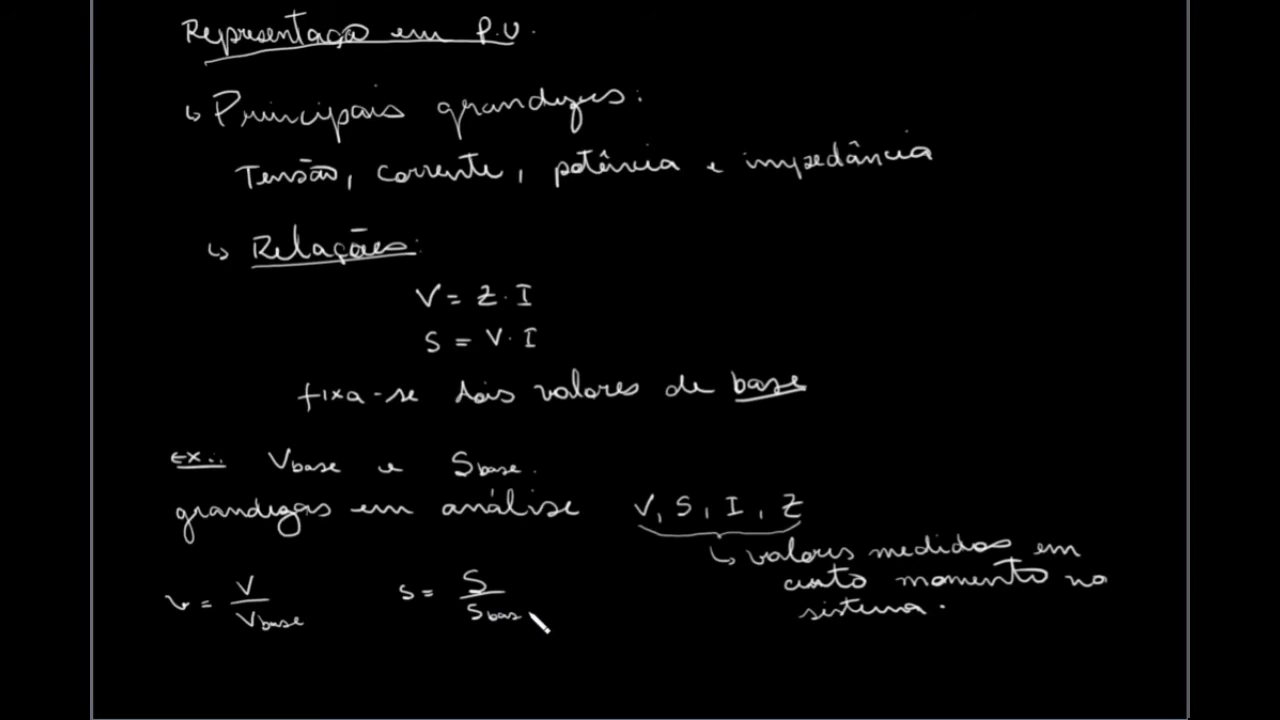 Representação em P.U.
↳ Principais grandezas:
Tensão, corrente, potência e impedância
↳ Relações:
V = Z · I
S = V · I
fixa-se dois valores de base
Ex.: Vbase e Sbase.
grandezas em análise V, S, I, Z
↳ valores medidos em
certo momento no
sistema.
v = V / Vbase s = S / Sbas